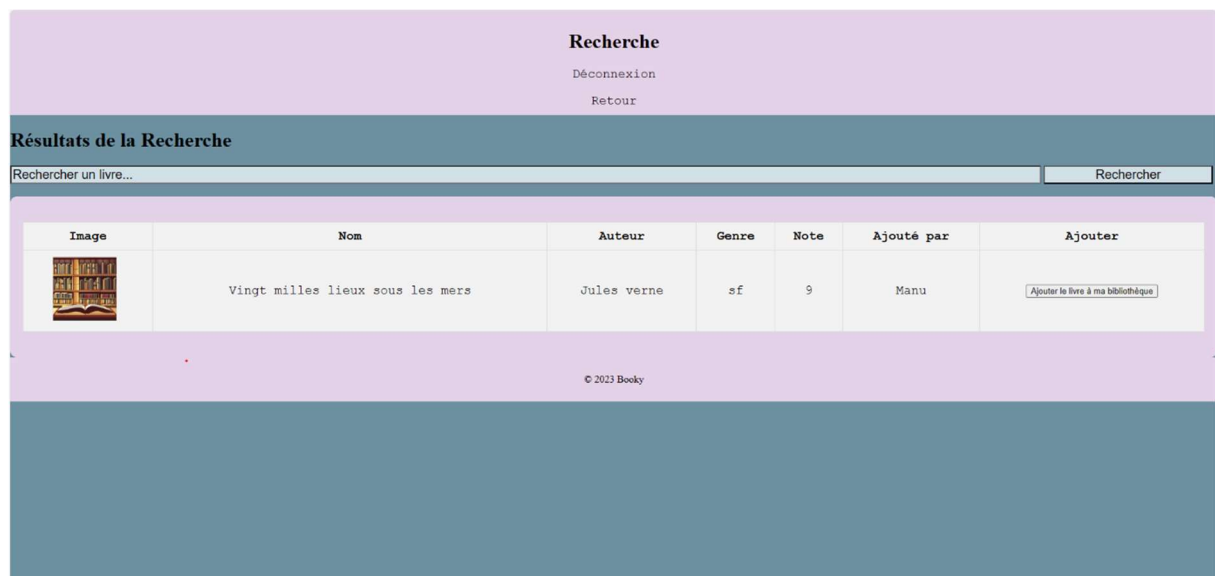 Recherche
Déconnexion
Retour
Résultats de la Recherche
Rechercher un livre... Rechercher
Image Nom Auteur Genre Note Ajouté par Ajouter
Vingt milles lieux sous les mers Jules verne sf 9 Manu Ajouter le livre à ma bibliothèque
© 2023 Booky